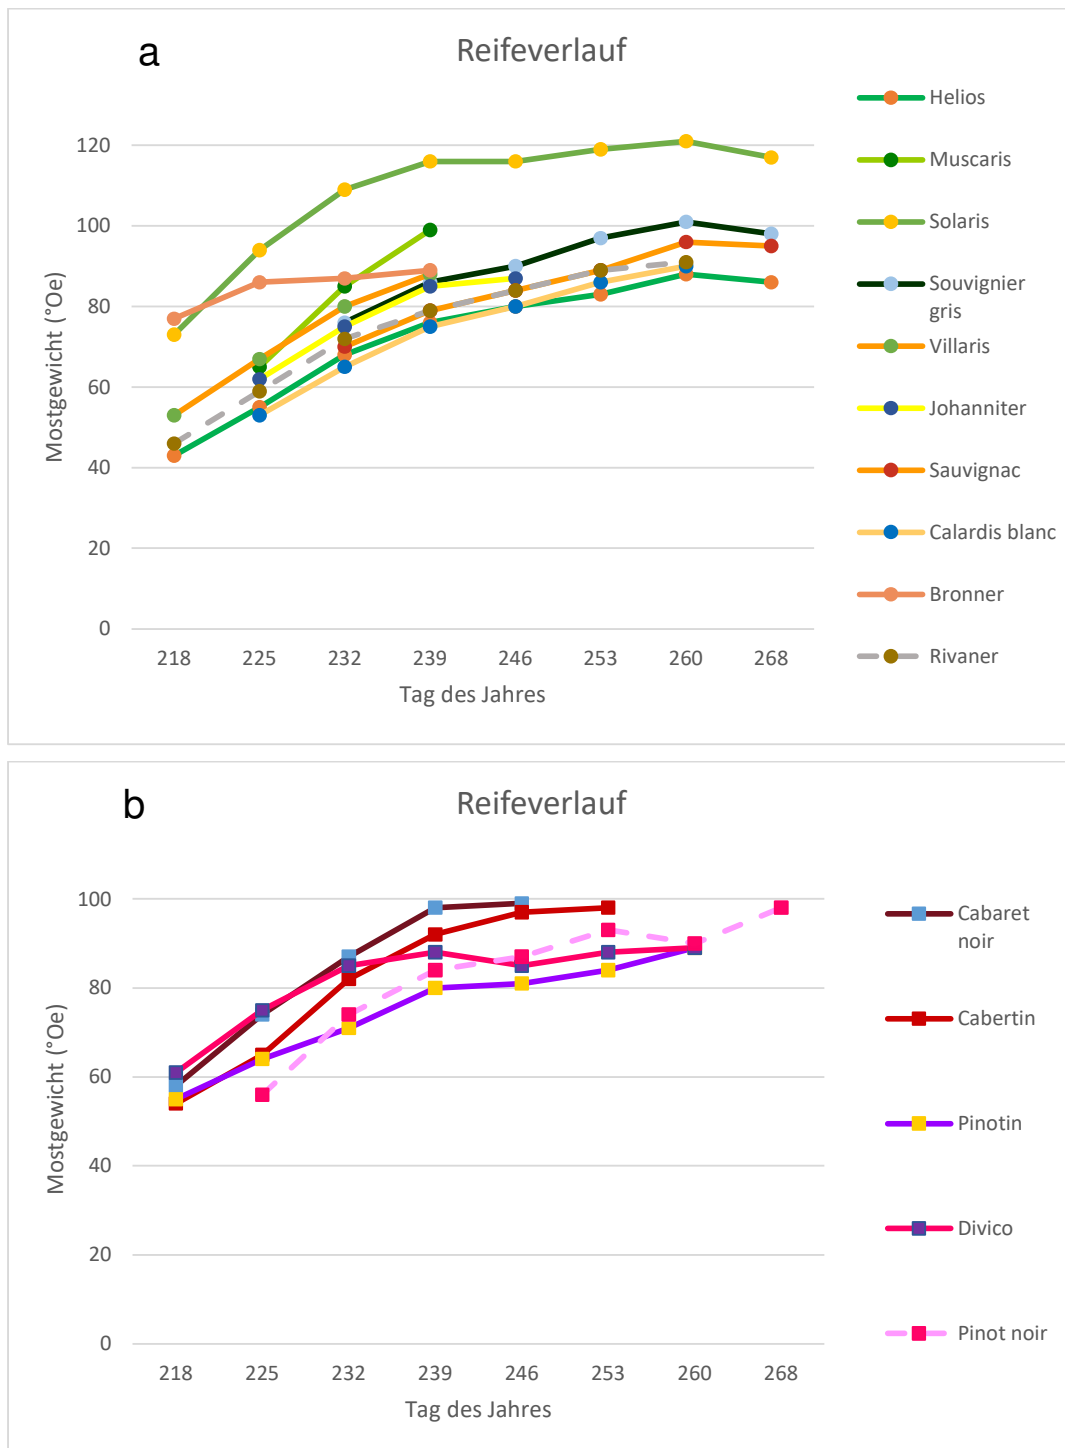 a
Reifeverlauf
Mostgewicht (°Oe)
120
100
80
60
40
20
0
218 225 232 239 246 253 260 268
Tag des Jahres
Helios
Muscaris
Solaris
Souvignier
gris
Villaris
Johanniter
Sauvignac
Calardis blanc
Bronner
Rivaner
b
Reifeverlauf
Mostgewicht (°Oe)
100
80
60
40
20
0
218 225 232 239 246 253 260 268
Tag des Jahres
Cabaret
noir
Cabertin
Pinotin
Divico
Pinot noir